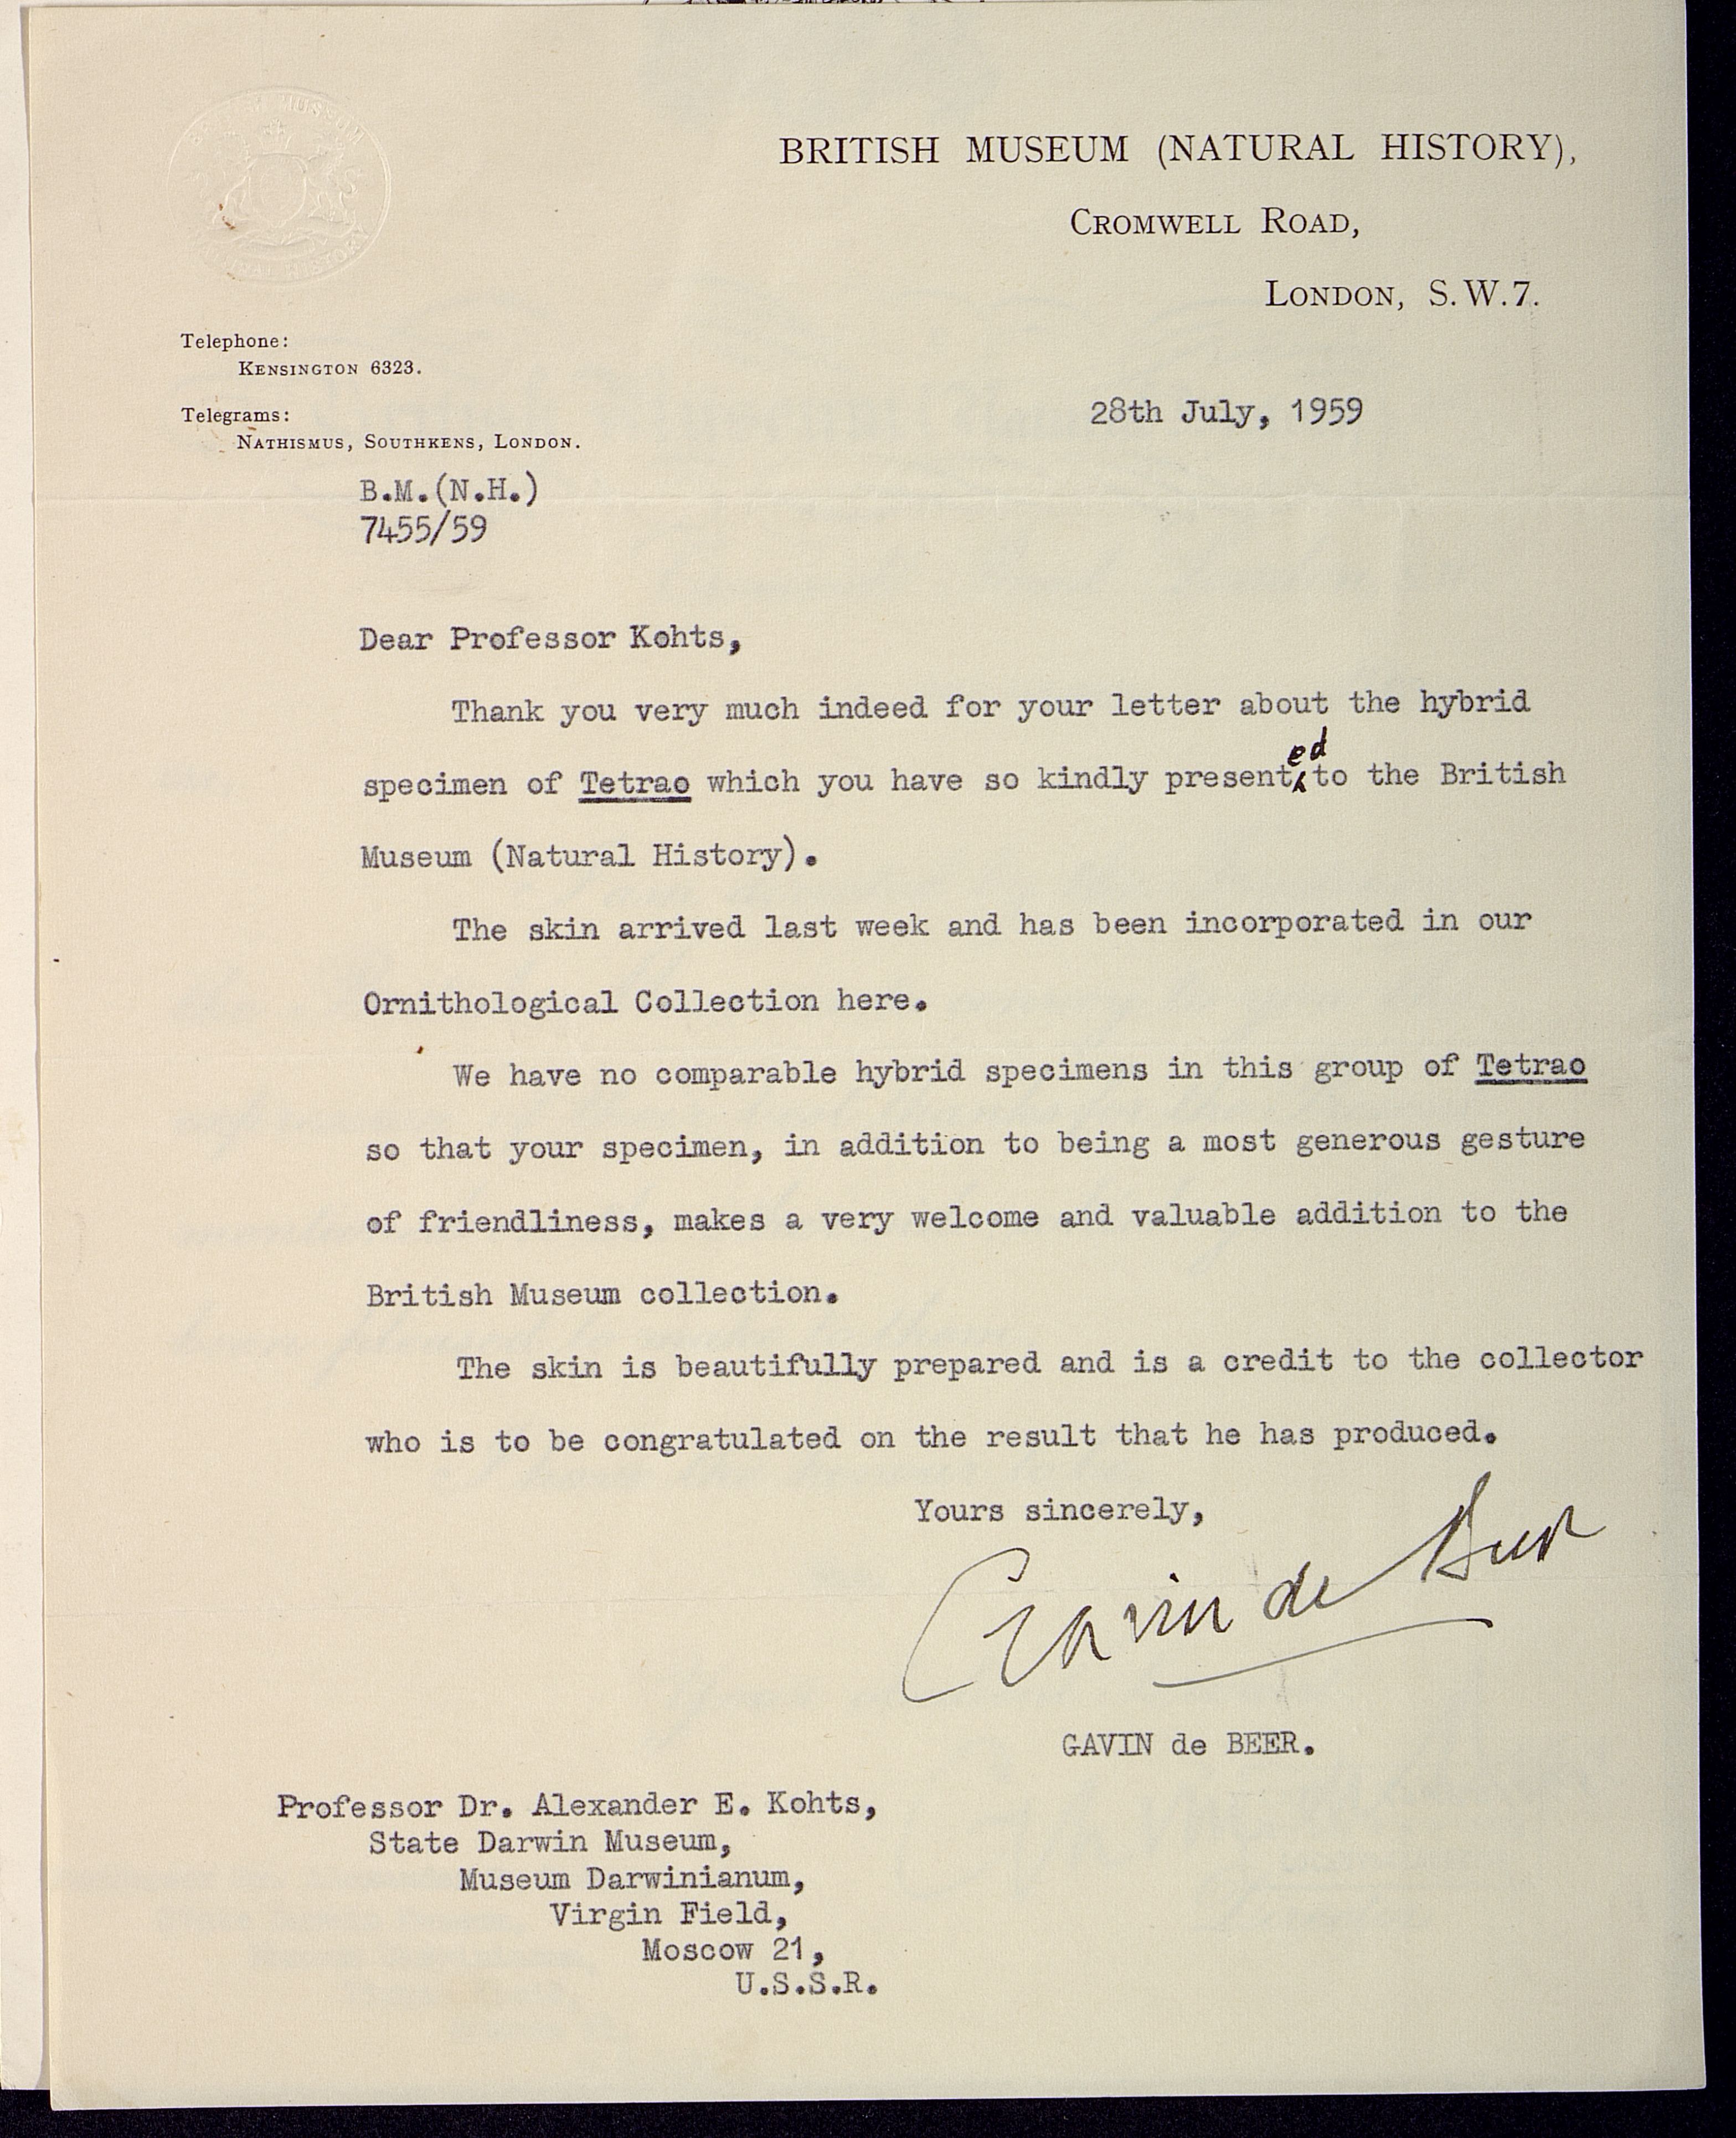 BRITISH MUSEUM (NATURAL HISTORY),
CROMWELL ROAD,
LONDON, S.W.7.
Telephone:
KENSINGTON 6323.
Telegrams:
NATHISMUS, SOUTHKENS, LONDON.
28th July, 1959
B.M.(N.H.)
7455/59
Dear Professor Kohts,
Thank you very much indeed for your letter about the hybrid
specimen of Tetrao which you have so kindly presented to the British
Museum (Natural History).
The skin arrived last week and has been incorporated in our
Ornithological Collection here.
We have no comparable hybrid specimens in this group of Tetrao
so that your specimen, in addition to being a most generous gesture
of friendliness, makes a very welcome and valuable addition to the
British Museum collection.
The skin is beautifully prepared and is a credit to the collector
who is to be congratulated on the result that he has produced.
Yours sincerely,
Gavin de Beer
GAVIN de BEER.
Professor Dr. Alexander E. Kohts,
State Darwin Museum,
Museum Darwinianum,
Virgin Field,
Moscow 21,
U.S.S.R.